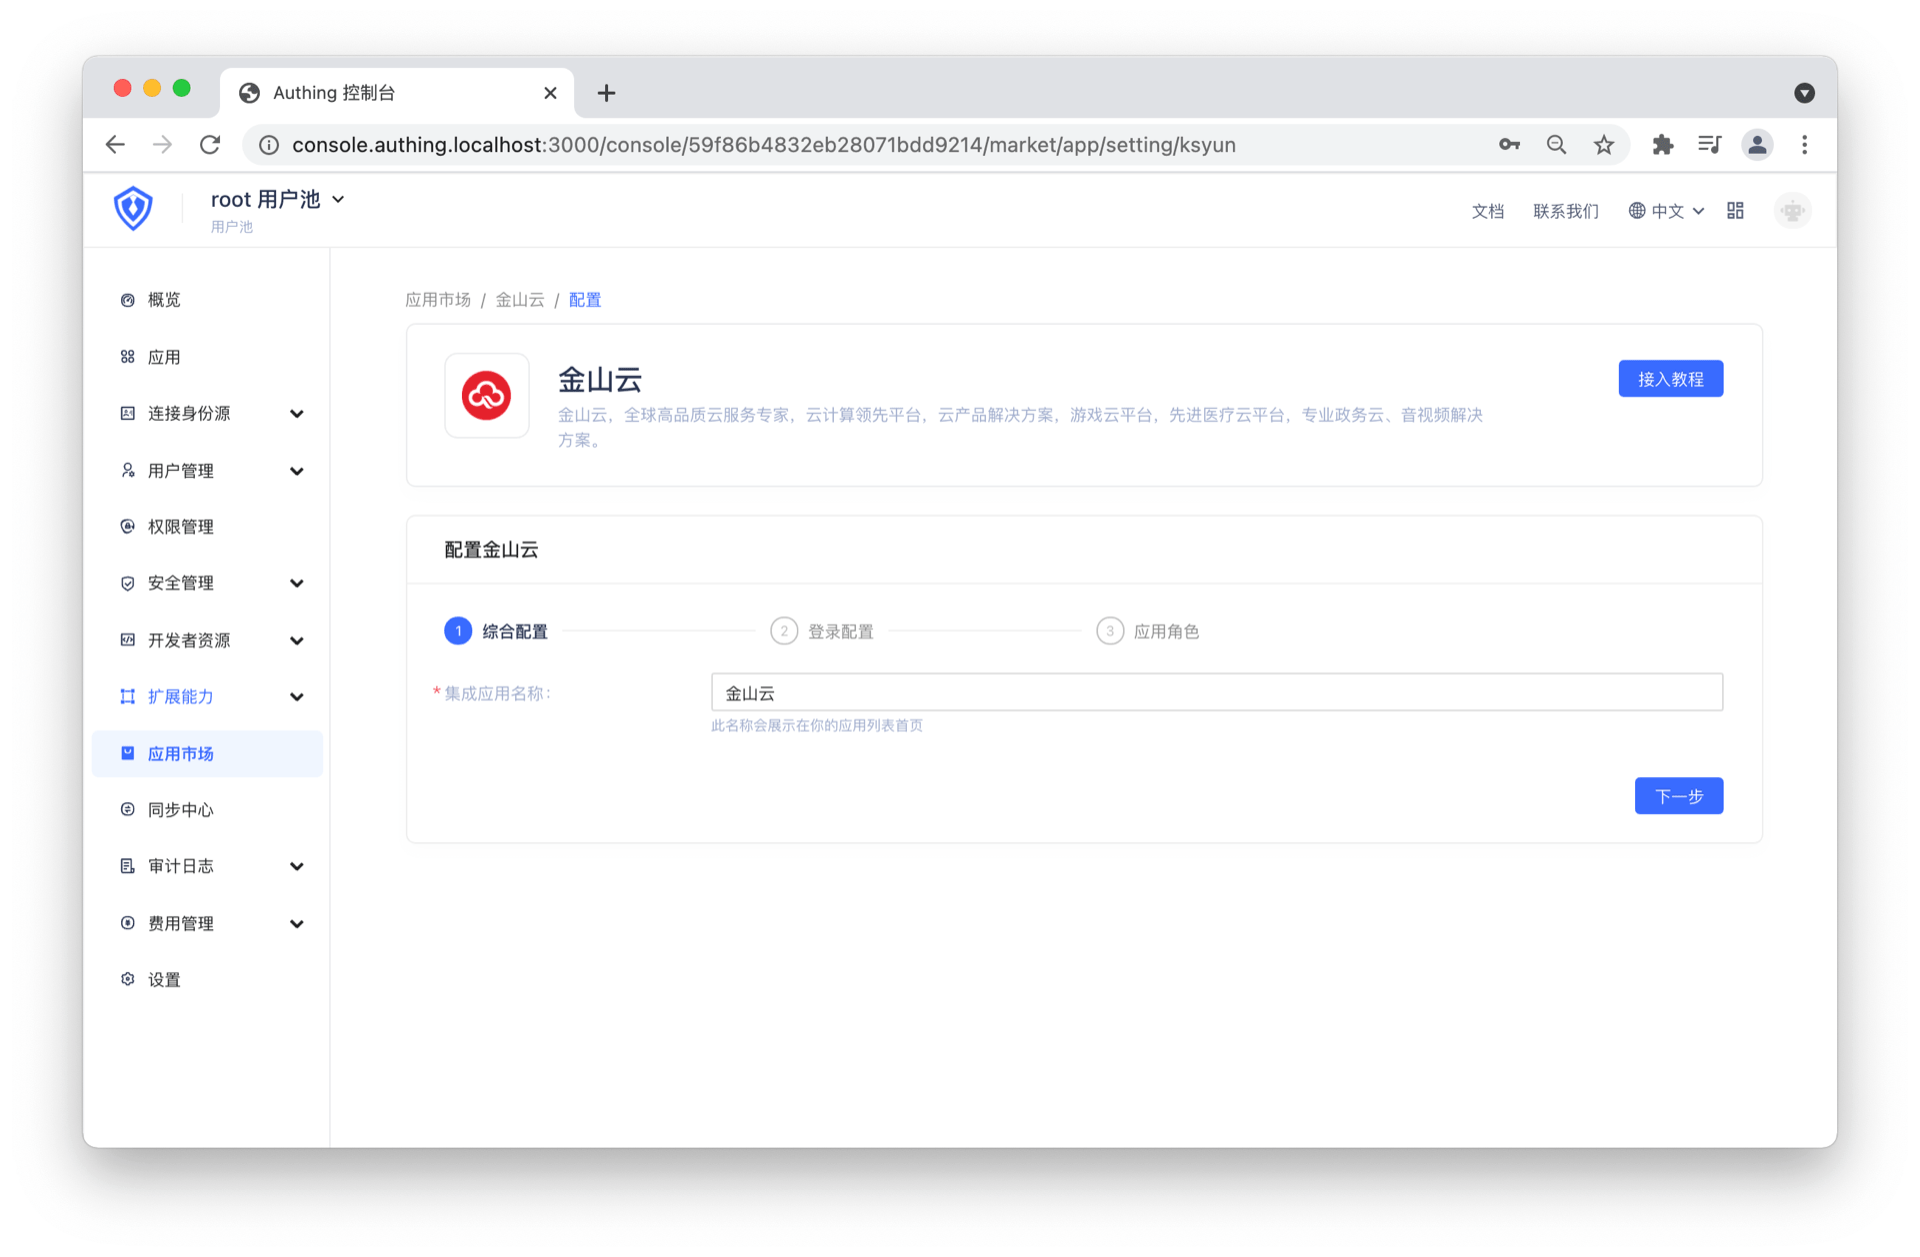 Authing 控制台
console.authing.localhost:3000/console/59f86b4832eb28071bdd9214/market/app/setting/ksyun
root 用户池
用户池
文档
联系我们
中文
概览
应用
连接身份源
用户管理
权限管理
安全管理
开发者资源
扩展能力
应用市场
同步中心
审计日志
费用管理
设置
应用市场 / 金山云 / 配置
金山云
接入教程
金山云，全球高品质云服务专家，云计算领先平台，云产品解决方案，游戏云平台，先进医疗云平台，专业政务云、音视频解决
方案。
配置金山云
1 综合配置
2 登录配置
3 应用角色
* 集成应用名称：
金山云
此名称会展示在你的应用列表首页
下一步